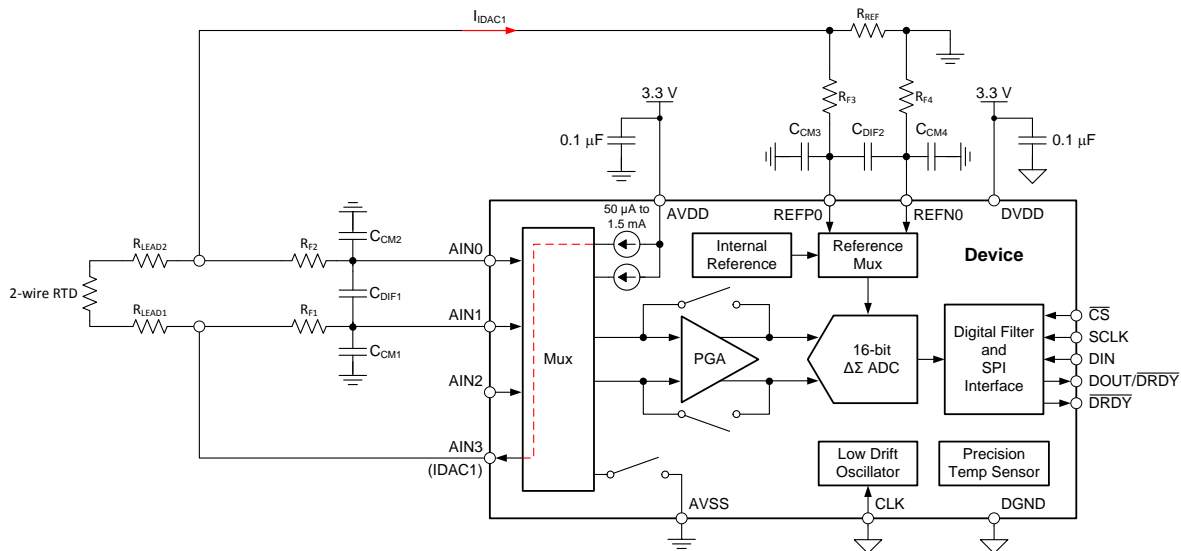 I_IDAC1
R_REF
3.3 V
R_F3
R_F4
3.3 V
0.1 μF
C_CM3
C_DIF2
C_CM4
0.1 μF
50 μA to
1.5 mA
AVDD
REFP0
REFN0
DVDD
R_LEAD2
R_F2
C_CM2
AIN0
Internal
Reference
Reference
Mux
Device
2-wire RTD
C_DIF1
R_LEAD1
R_F1
AIN1
C_CM1
Mux
PGA
16-bit
ΔΣ ADC
Digital Filter
and
SPI
Interface
CS
SCLK
DIN
DOUT/DRDY
DRDY
AIN2
AIN3
(IDAC1)
Low Drift
Oscillator
Precision
Temp Sensor
AVSS
CLK
DGND